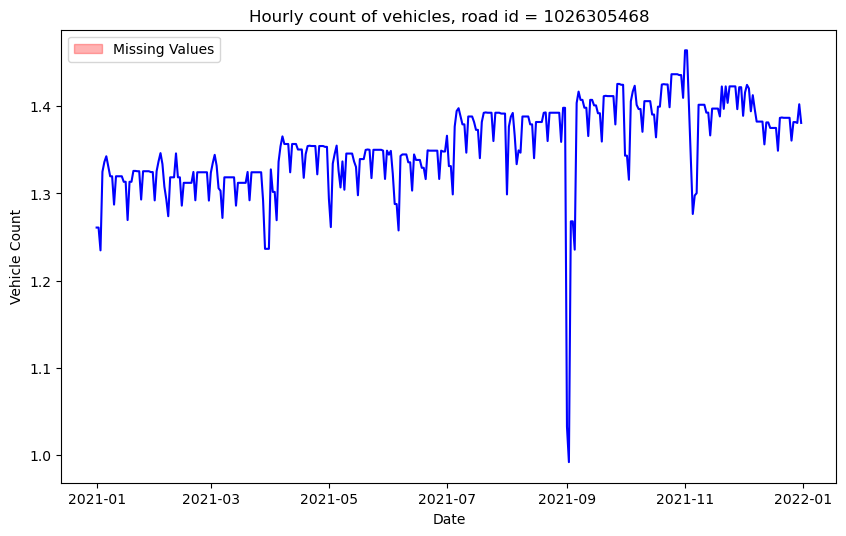 Hourly count of vehicles, road id = 1026305468
Missing Values
Vehicle Count
1.4
1.3
1.2
1.1
1.0
2021-01 2021-03 2021-05 2021-07 2021-09 2021-11 2022-01
Date